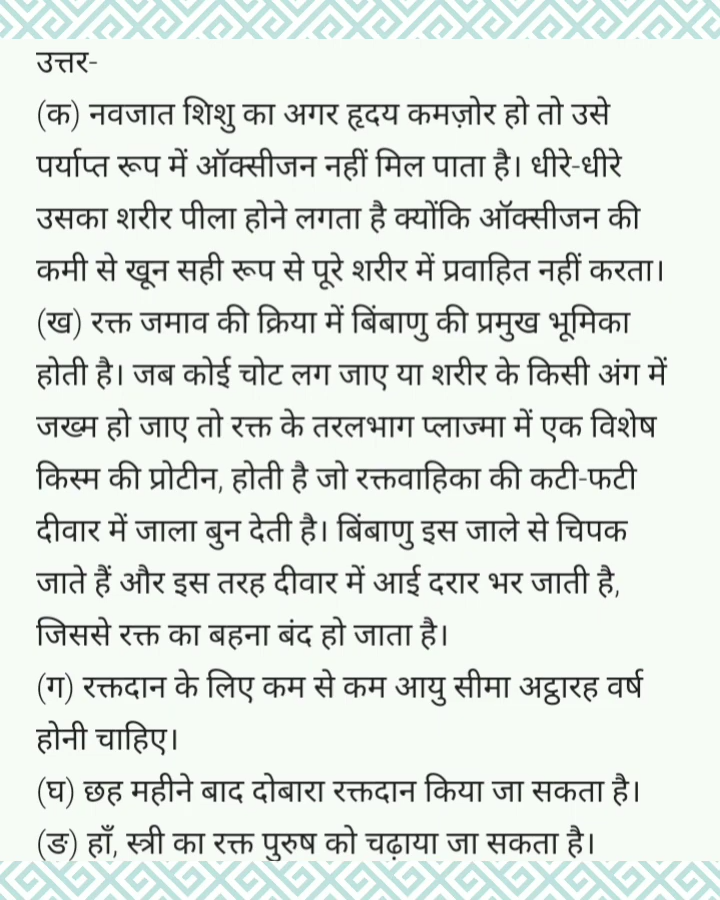 उत्तर-
(क) नवजात शिशु का अगर हृदय कमज़ोर हो तो उसे
पर्याप्त रूप में ऑक्सीजन नहीं मिल पाता है। धीरे-धीरे
उसका शरीर पीला होने लगता है क्योंकि ऑक्सीजन की
कमी से खून सही रूप से पूरे शरीर में प्रवाहित नहीं करता।
(ख) रक्त जमाव की क्रिया में बिंबाणु की प्रमुख भूमिका
होती है। जब कोई चोट लग जाए या शरीर के किसी अंग में
जख्म हो जाए तो रक्त के तरलभाग प्लाज्मा में एक विशेष
किस्म की प्रोटीन, होती है जो रक्तवाहिका की कटी-फटी
दीवार में जाला बुन देती है। बिंबाणु इस जाले से चिपक
जाते हैं और इस तरह दीवार में आई दरार भर जाती है,
जिससे रक्त का बहना बंद हो जाता है।
(ग) रक्तदान के लिए कम से कम आयु सीमा अट्ठारह वर्ष
होनी चाहिए।
(घ) छह महीने बाद दोबारा रक्तदान किया जा सकता है।
(ङ) हाँ, स्त्री का रक्त पुरुष को चढ़ाया जा सकता है।